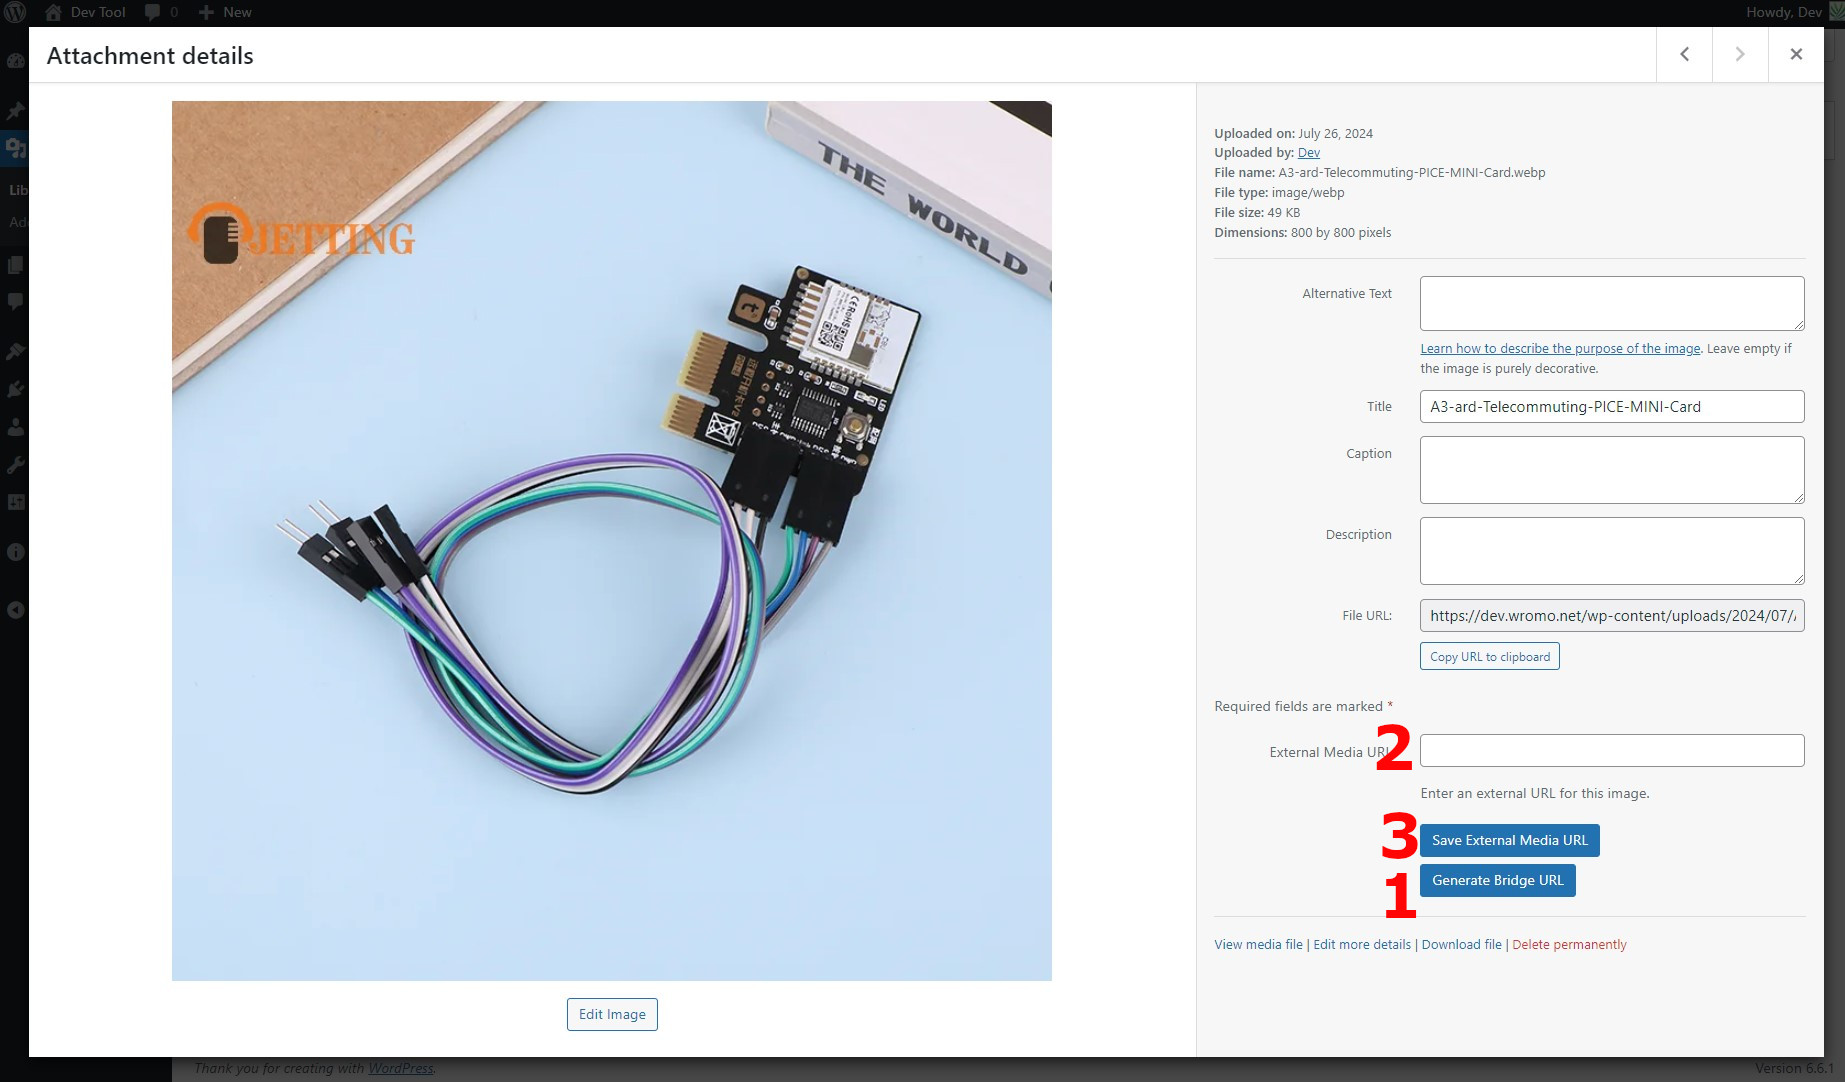 Dev Tool
0
New
Howdy, Dev
Attachment details
Lib
Ad
THE WORLD
JETTING
CE RoHS
Uploaded on: July 26, 2024
Uploaded by: Dev
File name: A3-ard-Telecommuting-PICE-MINI-Card.webp
File type: image/webp
File size: 49 KB
Dimensions: 800 by 800 pixels
Alternative Text
Learn how to describe the purpose of the image. Leave empty if
the image is purely decorative.
Title
A3-ard-Telecommuting-PICE-MINI-Card
Caption
Description
File URL:
https://dev.wromo.net/wp-content/uploads/2024/07/
Copy URL to clipboard
Required fields are marked *
External Media URL
2
Enter an external URL for this image.
3
Save External Media URL
1
Generate Bridge URL
View media file | Edit more details | Download file | Delete permanently
Edit Image
Thank you for creating with WordPress.
Version 6.6.1